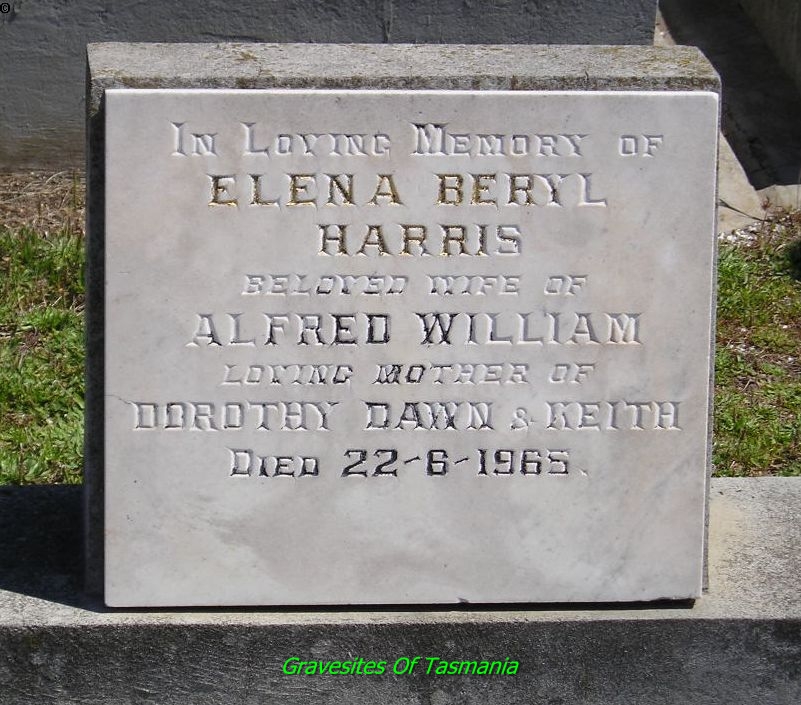 ©
In Loving Memory of
ELENA BERYL
HARRIS
BELOVED WIFE OF
ALFRED WILLIAM
LOVING MOTHER OF
DOROTHY DAWN & KEITH
DIED 22-6-1965.
Gravesites Of Tasmania